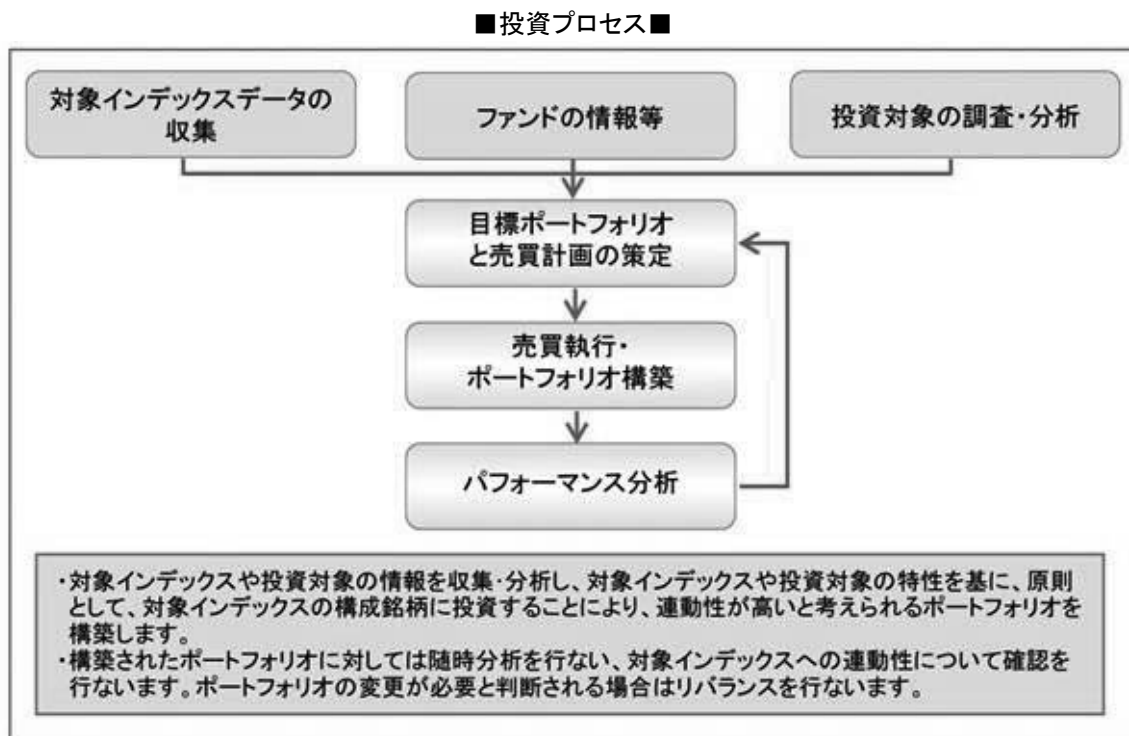 ■投資プロセス■
対象インデックスデータの
収集
ファンドの情報等
投資対象の調査・分析
目標ポートフォリオ
と売買計画の策定
売買執行・
ポートフォリオ構築
パフォーマンス分析
・対象インデックスや投資対象の情報を収集・分析し、対象インデックスや投資対象の特性を基に、原則
として、対象インデックスの構成銘柄に投資することにより、連動性が高いと考えられるポートフォリオを
構築します。
・構築されたポートフォリオに対しては随時分析を行ない、対象インデックスへの連動性について確認を
行ないます。ポートフォリオの変更が必要と判断される場合はリバランスを行ないます。